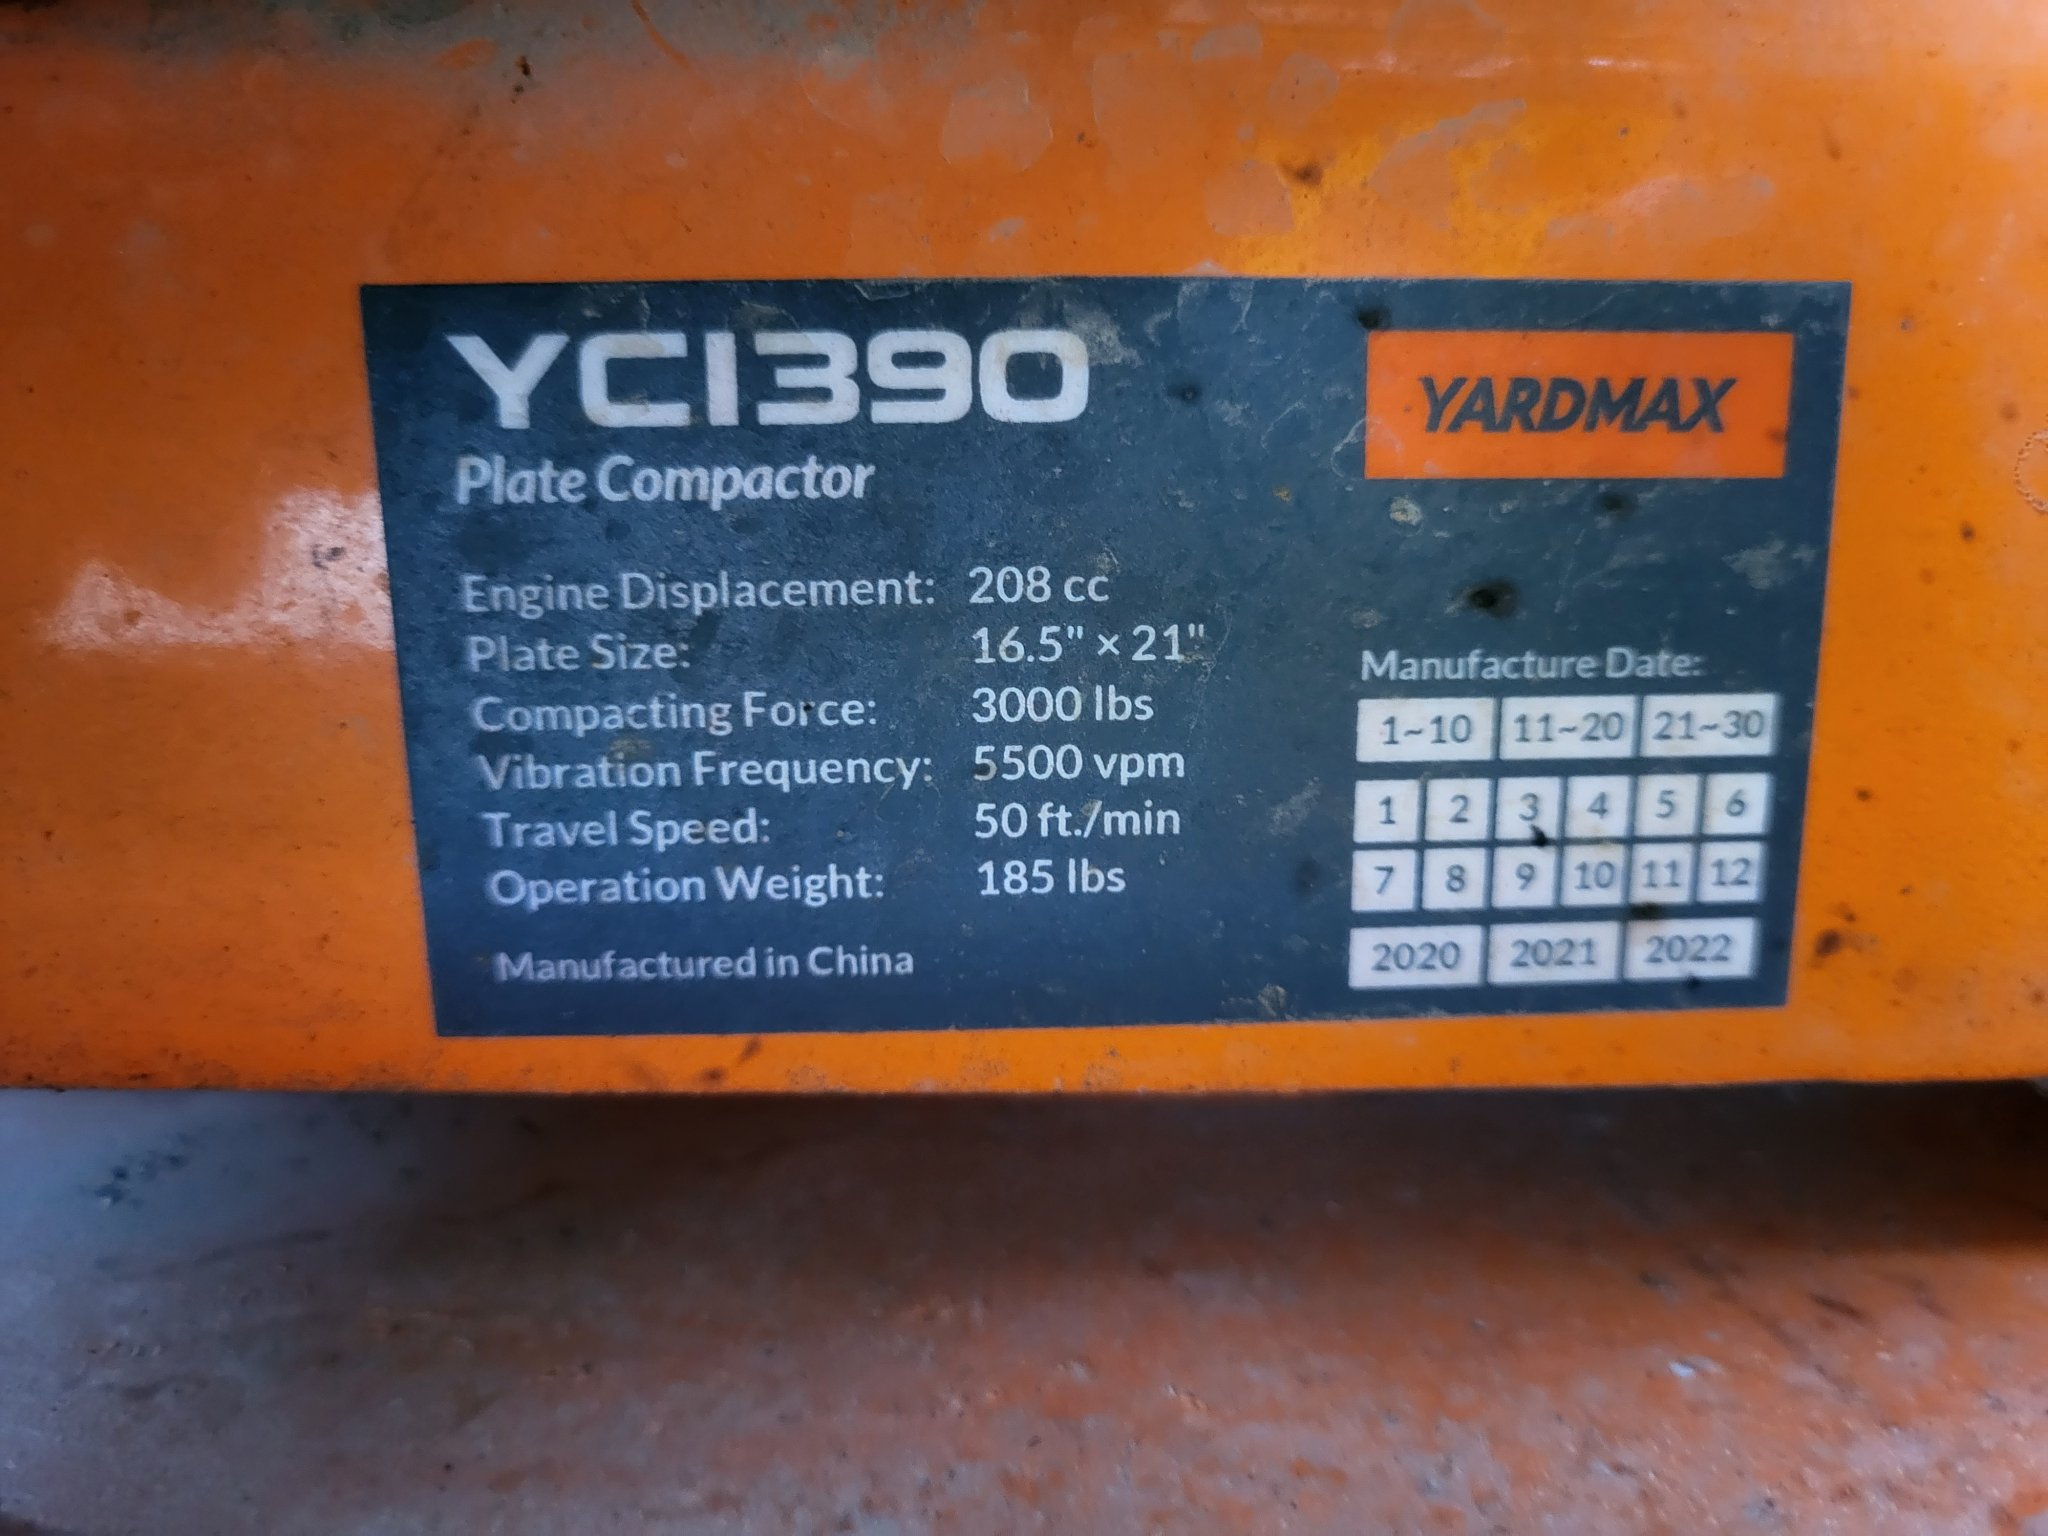 YC1390
YARDMAX
Plate Compactor
Engine Displacement: 208 cc
Plate Size: 16.5" × 21"
Compacting Force: 3000 lbs
Vibration Frequency: 5500 vpm
Travel Speed: 50 ft./min
Operation Weight: 185 lbs
Manufactured in China
Manufacture Date:
1~10 11~20 21~30
1 2 3 4 5 6
7 8 9 10 11 12
2020 2021 2022